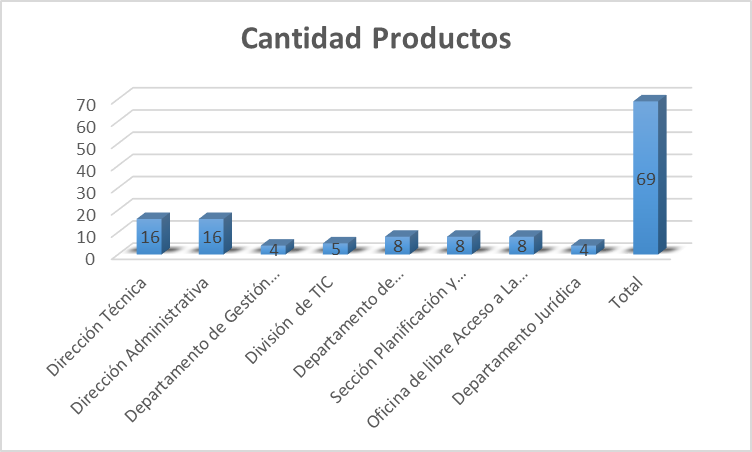 Cantidad Productos
70
60
50
40
30
20
10
0
16
16
4
5
8
8
8
4
69
Dirección Técnica
Dirección Administrativa
Departamento de Gestión...
División de TIC
Departamento de...
Sección Planificación y...
Oficina de libre Acceso a La...
Departamento Jurídica
Total